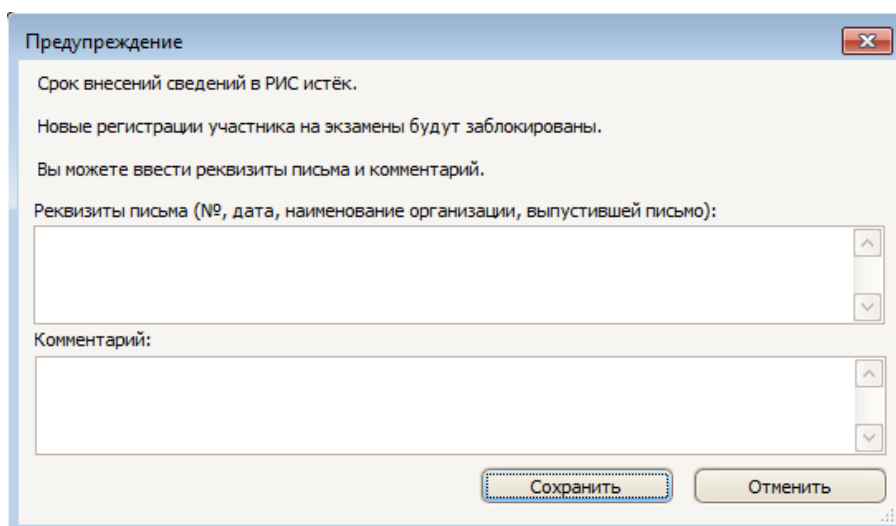 Предупреждение
Срок внесений сведений в РИС истёк.
Новые регистрации участника на экзамены будут заблокированы.
Вы можете ввести реквизиты письма и комментарий.
Реквизиты письма (№, дата, наименование организации, выпустившей письмо):
Комментарий:
Сохранить Отменить